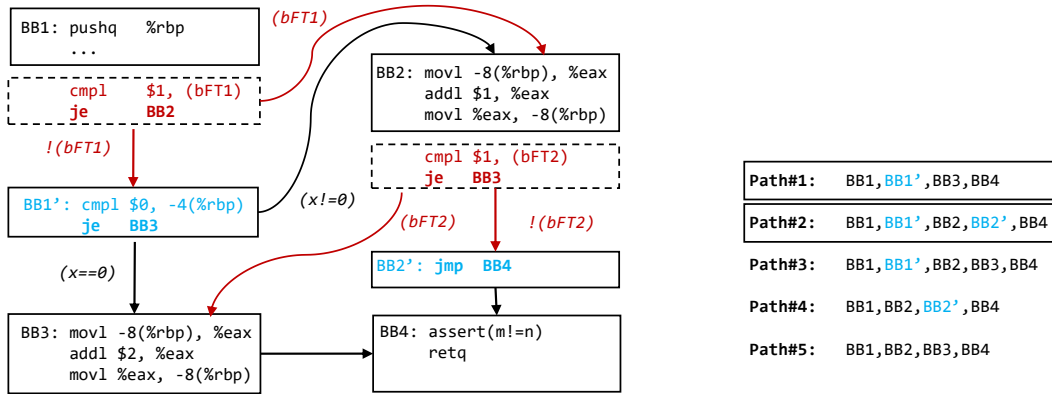 BB1: pushq %rbp
...
cmpl $1, (bFT1)
je BB2
(bFT1)
!(bFT1)
BB1’: cmpl $0, -4(%rbp)
je BB3
(x!=0)
(x==0)
BB3: movl -8(%rbp), %eax
addl $2, %eax
movl %eax, -8(%rbp)
BB2: movl -8(%rbp), %eax
addl $1, %eax
movl %eax, -8(%rbp)
cmpl $1, (bFT2)
je BB3
(bFT2)
!(bFT2)
BB2’: jmp BB4
BB4: assert(m!=n)
retq
Path#1: BB1,BB1’,BB3,BB4
Path#2: BB1,BB1’,BB2,BB2’,BB4
Path#3: BB1,BB1’,BB2,BB3,BB4
Path#4: BB1,BB2,BB2’,BB4
Path#5: BB1,BB2,BB3,BB4